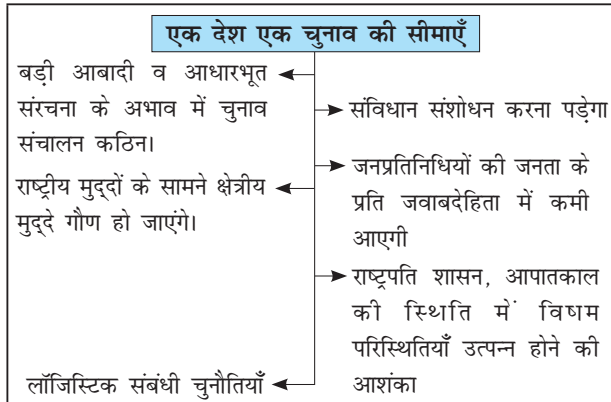 एक देश एक चुनाव की सीमाएँ
बड़ी आबादी व आधारभूत
संरचना के अभाव में चुनाव
संचालन कठिन।
राष्ट्रीय मुद्दों के सामने क्षेत्रीय
मुद्दे गौण हो जाएंगे।
लॉजिस्टिक संबंधी चुनौतियाँ
संविधान संशोधन करना पड़ेगा
जनप्रतिनिधियों की जनता के
प्रति जवाबदेहिता में कमी
आएगी
राष्ट्रपति शासन, आपातकाल
की स्थिति में विषम
परिस्थितियाँ उत्पन्न होने की
आशंका